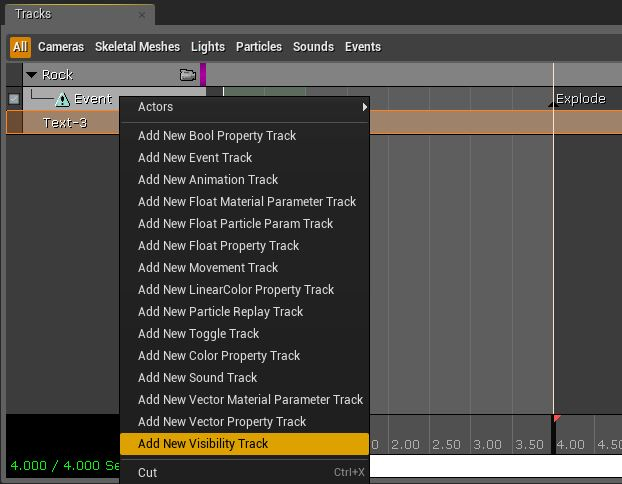 Tracks
All Cameras Skeletal Meshes Lights Particles Sounds Events
Rock
Event
Explode
Text-3
Actors
Add New Bool Property Track
Add New Event Track
Add New Animation Track
Add New Float Material Parameter Track
Add New Float Particle Param Track
Add New Float Property Track
Add New Movement Track
Add New LinearColor Property Track
Add New Particle Replay Track
Add New Toggle Track
Add New Color Property Track
Add New Sound Track
Add New Vector Material Parameter Track
Add New Vector Property Track
Add New Visibility Track
Cut Ctrl+X
2.00 2.50 3.00 3.50 4.00 4.50
4.000 / 4.000 Se